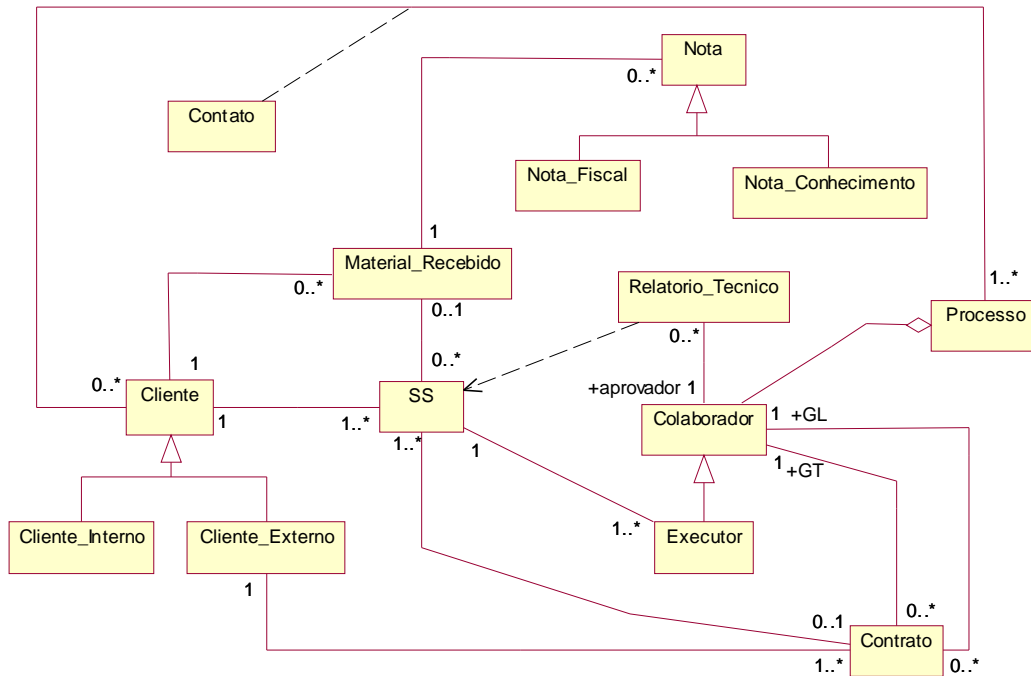 Nota
0..*
Contato
Nota_Fiscal
Nota_Conhecimento
1
Material_Recebido
0..*
0..1
Relatorio_Tecnico
0..*
1..*
Processo
1
0..*
Cliente
1
0..*
SS
1..*
1..*
1
+aprovador 1
Colaborador
1 +GL
1 +GT
Cliente_Interno
Cliente_Externo
1
1..*
Executor
0..1
0..*
Contrato
1..*
0..*